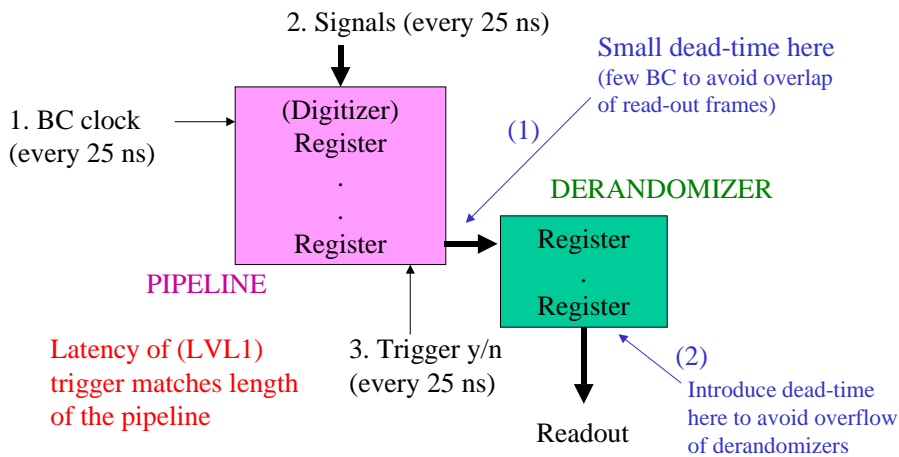 2. Signals (every 25 ns)
Small dead-time here
(few BC to avoid overlap
of read-out frames)
1. BC clock
(every 25 ns)
(Digitizer)
Register
.
.
Register
(1)
DERANDOMIZER
Register
.
Register
PIPELINE
Latency of (LVL1)
trigger matches length
of the pipeline
3. Trigger y/n
(every 25 ns)
(2)
Introduce dead-time
here to avoid overflow
of derandomizers
Readout